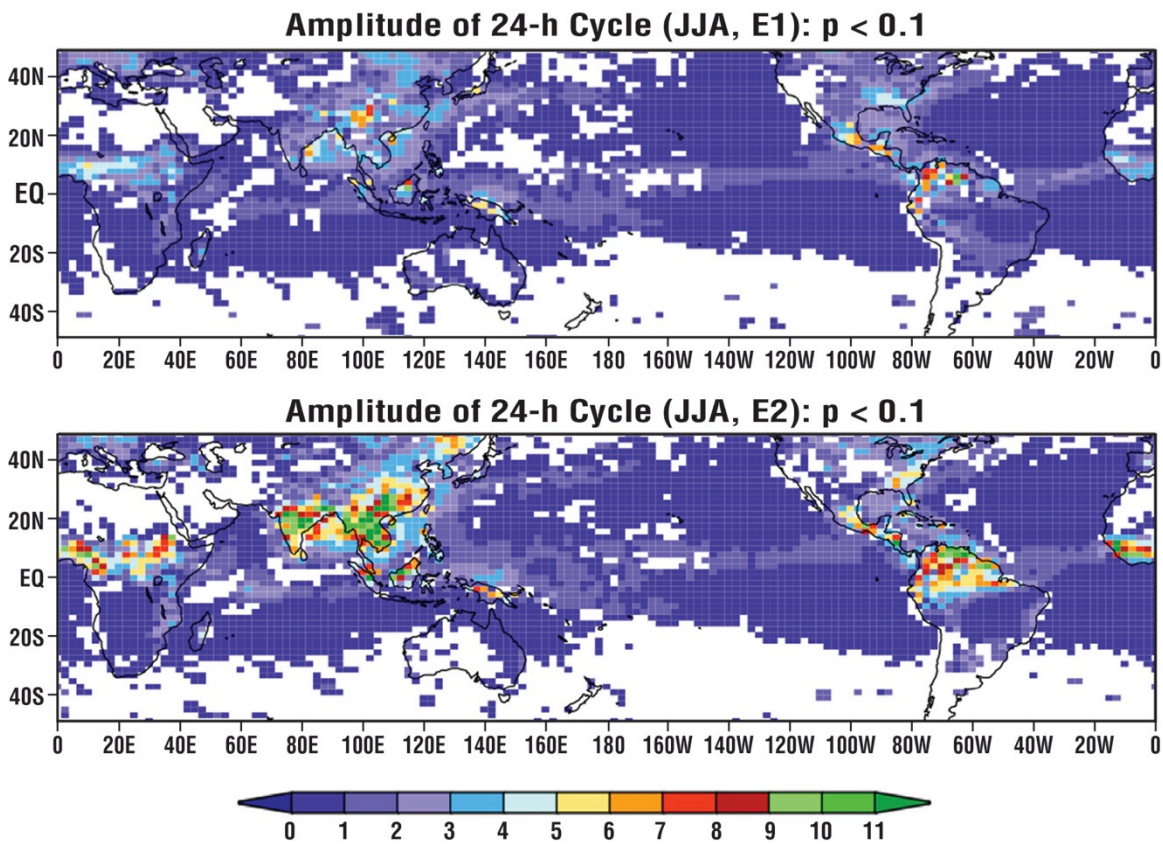 Amplitude of 24-h Cycle (JJA, E1): p < 0.1
40N
20N
EQ
20S
40S
0 20E 40E 60E 80E 100E 120E 140E 160E 180 160W 140W 120W 100W 80W 60W 40W 20W 0
Amplitude of 24-h Cycle (JJA, E2): p < 0.1
40N
20N
EQ
20S
40S
0 20E 40E 60E 80E 100E 120E 140E 160E 180 160W 140W 120W 100W 80W 60W 40W 20W 0
0 1 2 3 4 5 6 7 8 9 10 11